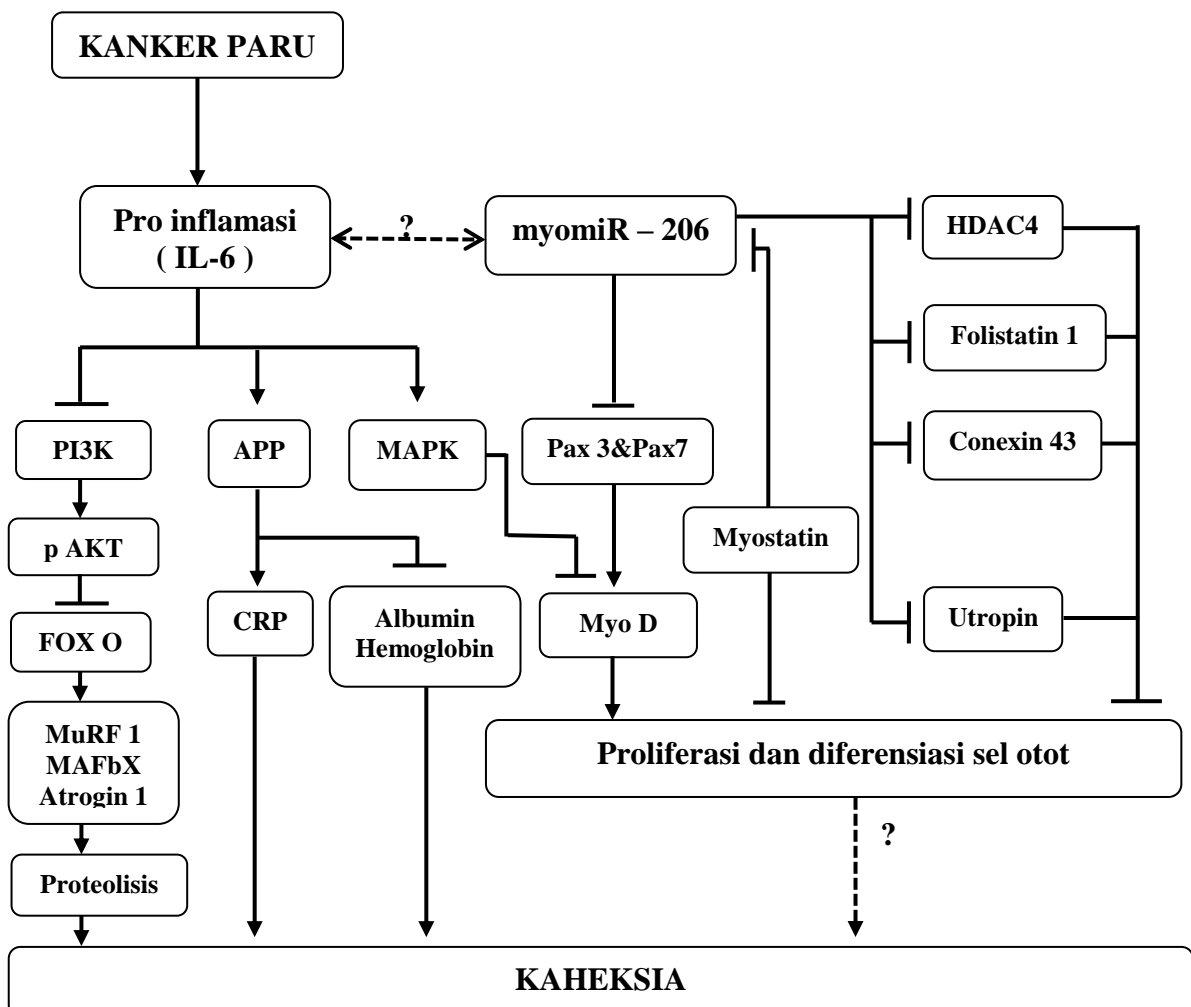 KANKER PARU
Pro inflamasi
( IL-6 )
?
myomiR – 206
HDAC4
Folistatin 1
PI3K
APP
MAPK
Pax 3&Pax7
Conexin 43
p AKT
Myostatin
CRP
Albumin
Hemoglobin
Myo D
Utropin
FOX O
MuRF 1
MAFbX
Atrogin 1
Proliferasi dan diferensiasi sel otot
?
Proteolisis
KAHEKSIA